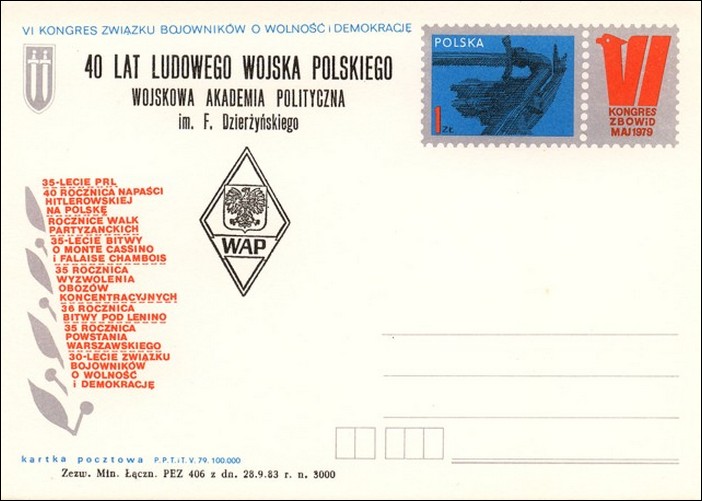 VI KONGRES ZWIĄZKU BOJOWNIKÓW O WOLNOŚĆ i DEMOKRACJĘ
40 LAT LUDOWEGO WOJSKA POLSKIEGO
WOJSKOWA AKADEMIA POLITYCZNA
im. F. Dzierżyńskiego
POLSKA
1 ZŁ
VI
KONGRES
ZBOWiD
MAJ 1979
WAP
35-LECIE PRL
40 ROCZNICA NAPAŚCI
HITLEROWSKIEJ
NA POLSKĘ
ROCZNICE WALK
PARTYZANCKICH
35-LECIE BITWY
O MONTE CASSINO
i FALAISE CHAMBOIS
35 ROCZNICA
WYZWOLENIA
OBOZÓW
KONCENTRACYJNYCH
36 ROCZNICA
BITWY POD LENINO
35 ROCZNICA
POWSTANIA
WARSZAWSKIEGO
30-LECIE ZWIĄZKU
BOJOWNIKÓW
O WOLNOŚĆ
i DEMOKRACJĘ
kartka pocztowa P.P.T.iT. V. 79. 100.000
Zezw. Min. Łączn. PEZ 406 z dn. 28.9.83 r. n. 3000